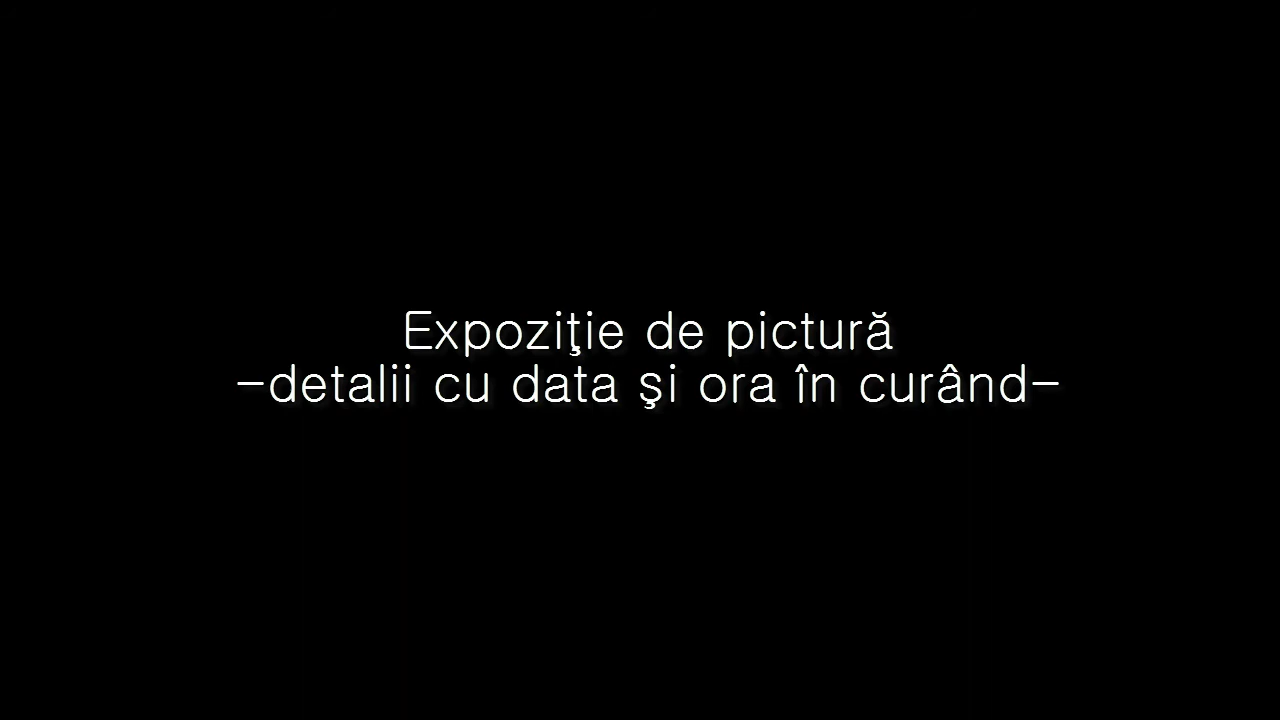 Expoziţie de pictură
-detalii cu data şi ora în curând-